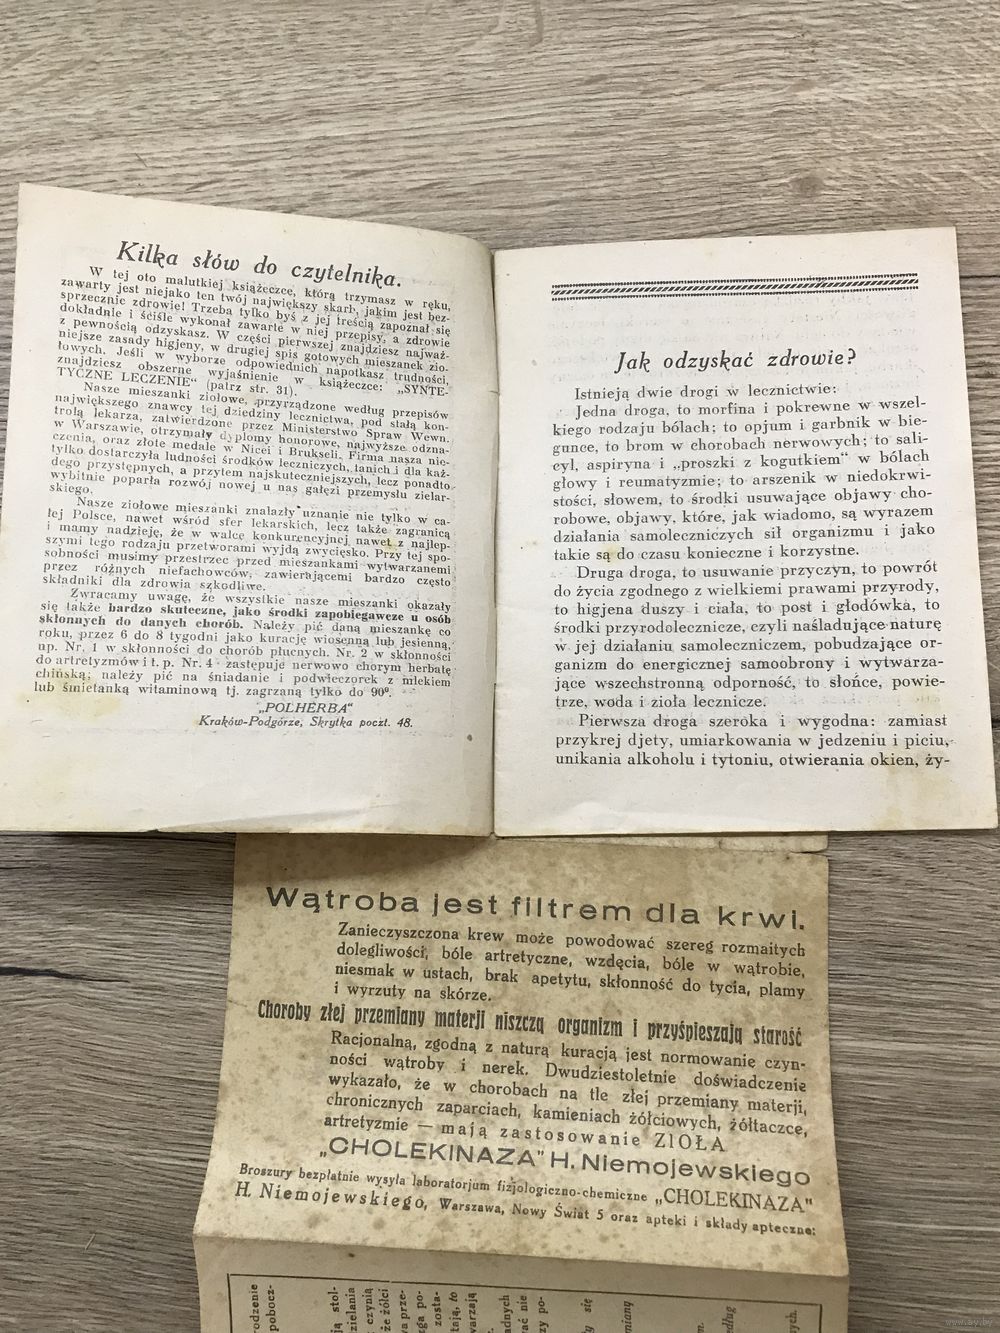 Kilka słów do czytelnika.
W tej oto malutkiej książeczce, którą trzymasz w ręku,
zawarty jest niejako ten twój największy skarb, jakim jest bez-
sprzecznie zdrowie! Trzeba tylko byś z jej treścią zapoznał się
dokładnie i ściśle wykonał zawarte w niej przepisy, a zdrowie
z pewnością odzyskasz. W części pierwszej znajdziesz najważ-
niejsze zasady higjeny, w drugiej spis gotowych mieszanek zio-
łowych. Jeśli w wyborze odpowiednich napotkasz trudności,
znajdziesz obszerne wyjaśnienie w książeczce: „SYNTE-
TYCZNE LECZENIE“ (patrz str. 31).
Nasze mieszanki ziołowe, przyrządzone według przepisów
największego znawcy tej dziedziny lecznictwa, pod stałą kon-
trolą lekarza, zatwierdzone przez Ministerstwo Spraw Wewn.
w Warszawie, otrzymały dyplomy honorowe, najwyższe odzna-
czenia, oraz złote medale w Nicei i Brukseli. Firma nasza nie-
tylko dostarczyła ludności środków leczniczych, tanich i dla każ-
dego przystępnych, a przytem najskuteczniejszych, lecz ponadto
wybitnie poparła rozwój nowej u nas gałęzi przemysłu zielar-
skiego.
Nasze ziołowe mieszanki znalazły uznanie nie tylko w ca-
łej Polsce, nawet wśród sfer lekarskich, lecz także zagranicą
i mamy nadzieję, że w walce konkurencyjnej nawet z najlep-
szymi tego rodzaju przetworami wyjdą zwycięsko. Przy tej spo-
sobności musimy przestrzec przed mieszankami wytwarzanemi
przez różnych niefachowców, zawierającemi bardzo często
składniki dla zdrowia szkodliwe.
Zwracamy uwagę, że wszystkie nasze mieszanki okazały
się także bardzo skuteczne, jako środki zapobiegawcze u osób
skłonnych do danych chorób. Należy pić daną mieszankę co
roku, przez 6 do 8 tygodni jako kurację wiosenną lub jesienną,
np. Nr. 1 w skłonności do chorób płucnych. Nr. 2 w skłonności
do artretyzmów i t. p. Nr. 4 zastępuje nerwowo chorym herbatę
chińską; należy pić na śniadanie i podwieczorek z mlekiem
lub śmietanką witaminową tj. zagrzaną tylko do 90°.
„POLHERBA“
Kraków-Podgórze, Skrytka poczt. 48.
Jak odzyskać zdrowie?
Istnieją dwie drogi w lecznictwie:
Jedna droga, to morfina i pokrewne w wszel-
kiego rodzaju bólach; to opjum i garbnik w bie-
gunce, to brom w chorobach nerwowych; to sali-
cyl, aspiryna i „proszki z kogutkiem“ w bólach
głowy i reumatyzmie; to arszenik w niedokrwi-
stości, słowem, to środki usuwające objawy cho-
robowe, objawy, które, jak wiadomo, są wyrazem
działania samoleczniczych sił organizmu i jako
takie są do czasu konieczne i korzystne.
Druga droga, to usuwanie przyczyn, to powrót
do życia zgodnego z wielkiemi prawami przyrody,
to higjena duszy i ciała, to post i głodówka, to
środki przyrodolecznicze, czyli naśladujące naturę
w jej działaniu samoleczniczem, pobudzające or-
ganizm do energicznej samoobrony i wytwarza-
jące wszechstronną odporność, to słońce, powie-
trze, woda i zioła lecznicze.
Pierwsza droga szeroka i wygodna: zamiast
przykrej djety, umiarkowania w jedzeniu i piciu,
unikania alkoholu i tytoniu, otwierania okien, ży-
Wątroba jest filtrem dla krwi.
Zanieczyszczona krew może powodować szereg rozmaitych
dolegliwości, bóle artretyczne, wzdęcia, bóle w wątrobie,
niesmak w ustach, brak apetytu, skłonność do tycia, plamy
i wyrzuty na skórze.
Choroby złej przemiany materji niszczą organizm i przyśpieszają starość
Racjonalną, zgodną z naturą kuracją jest normowanie czyn-
ności wątroby i nerek. Dwudziestoletnie doświadczenie
wykazało, że w chorobach na tle złej przemiany materji,
chronicznych zaparciach, kamieniach żółciowych, żółtaczce,
artretyzmie — mają zastosowanie ZIOŁA
„CHOLEKINAZA” H. Niemojewskiego
Broszury bezpłatnie wysyła laboratorjum fizjologiczno-chemiczne „CHOLEKINAZA”
H. Niemojewskiego, Warszawa, Nowy Świat 5 oraz apteki i składy apteczne:
www.ay.by